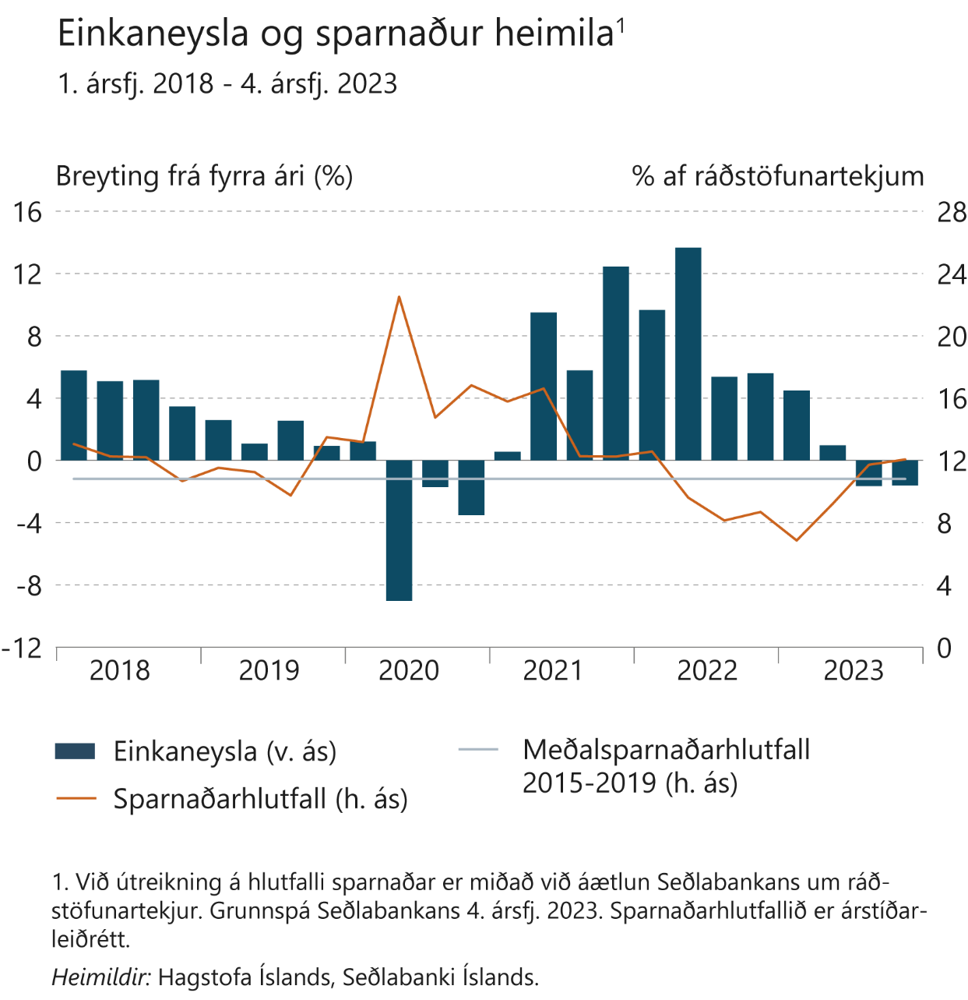 Einkaneysla og sparnaður heimila¹
1. ársfj. 2018 - 4. ársfj. 2023
Breyting frá fyrra ári (%) % af ráðstöfunartekjum
16 28
12 24
8 20
4 16
0 12
-4 8
-8 4
-12 0
2018 2019 2020 2021 2022 2023
Einkaneysla (v. ás)
Sparnaðarhlutfall (h. ás)
Meðalsparnaðarhlutfall
2015-2019 (h. ás)
1. Við útreikning á hlutfalli sparnaðar er miðað við áætlun Seðlabankans um ráð-
stöfunartekjur. Grunnspá Seðlabankans 4. ársfj. 2023. Sparnaðarhlutfallið er árstíðar-
leiðrétt.
Heimildir: Hagstofa Íslands, Seðlabanki Íslands.